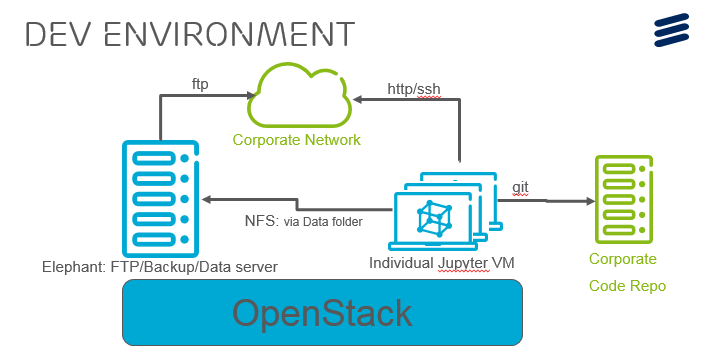 DEV ENVIRONMENT
ftp
http/ssh
Corporate Network
git
NFS: via Data folder
Elephant: FTP/Backup/Data server
Individual Jupyter VM
Corporate
Code Repo
OpenStack